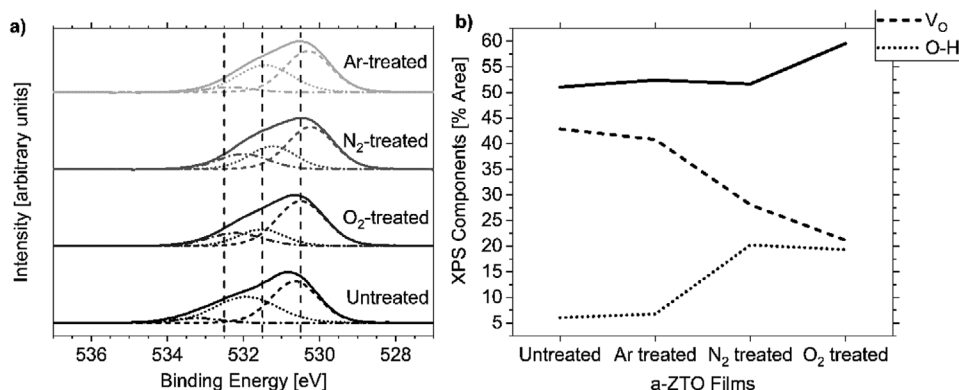 a)
Ar-treated
N₂-treated
O₂-treated
Untreated
Intensity [arbitrary units]
536 534 532 530 528
Binding Energy [eV]
b)
V_O
O-H
60
55
50
45
40
35
30
25
20
15
10
5
XPS Components [% Area]
Untreated Ar treated N₂ treated O₂ treated
a-ZTO Films